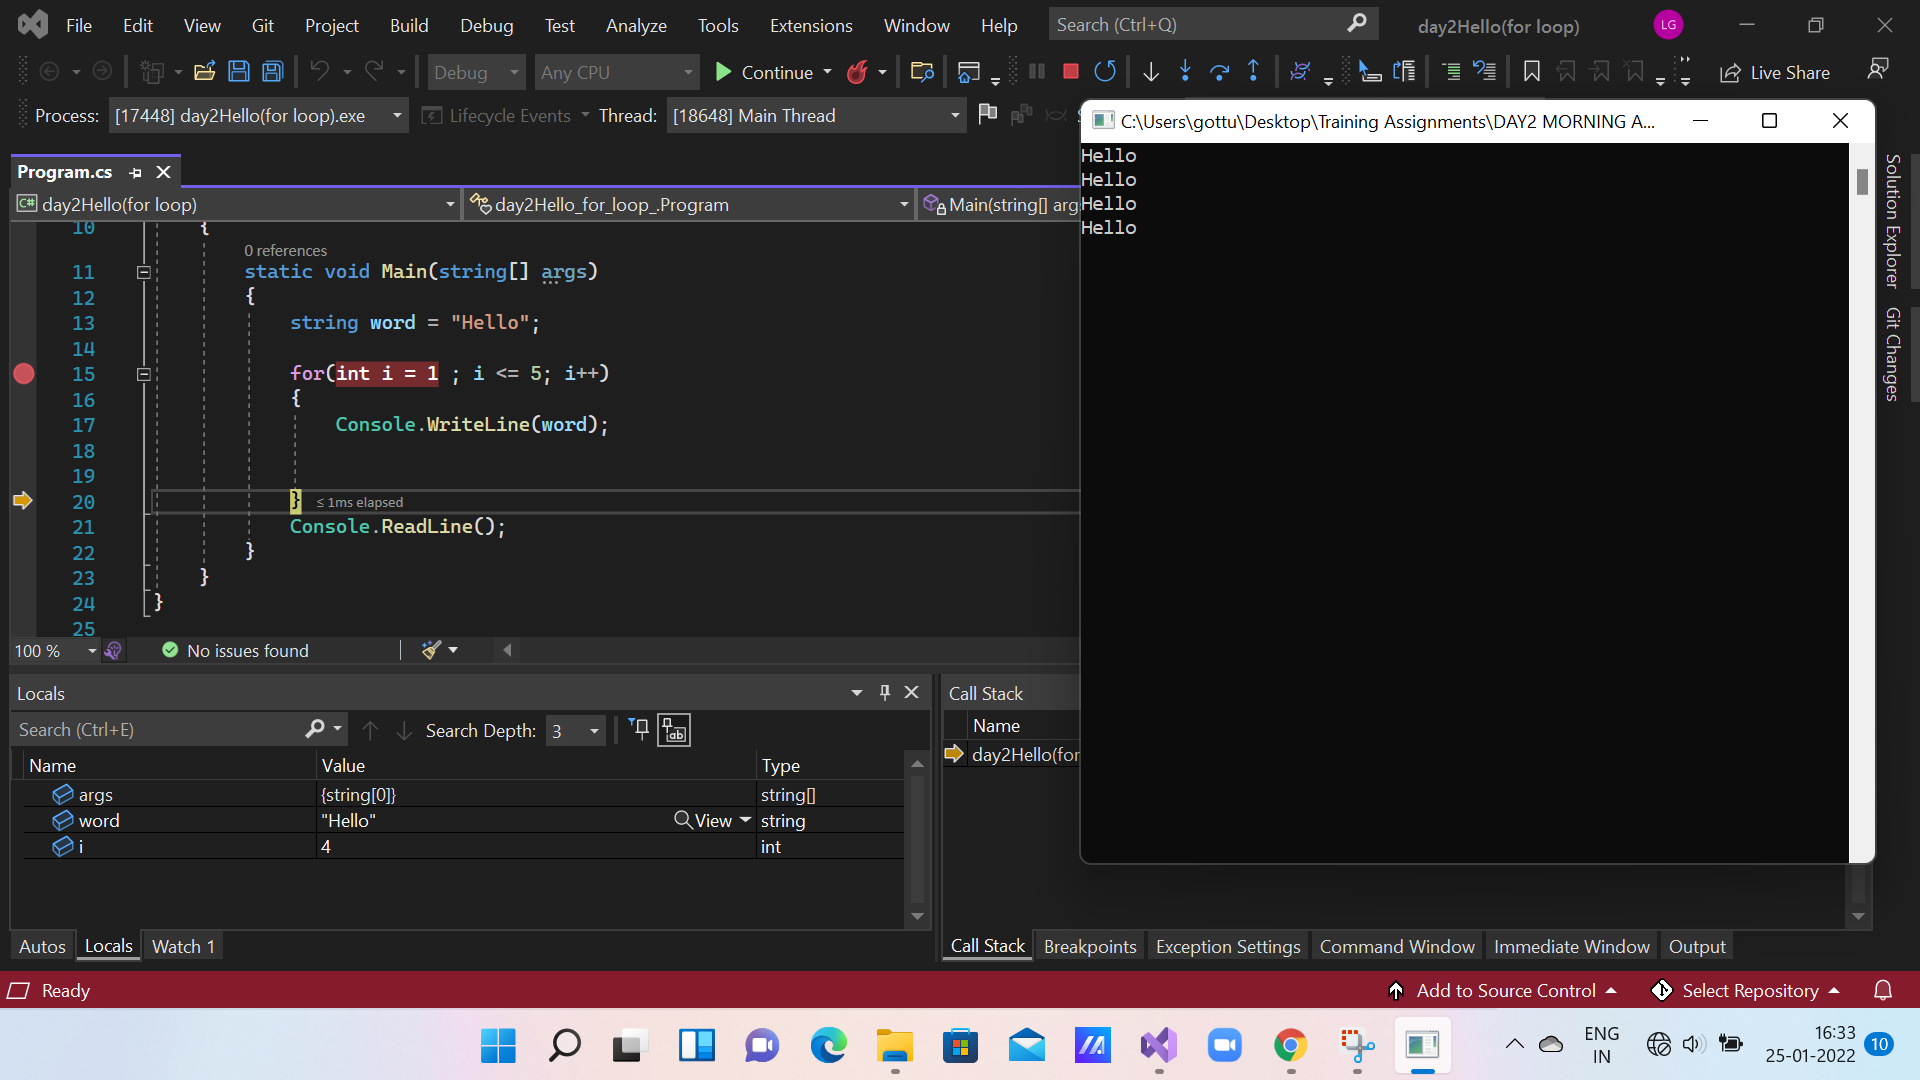 File Edit View Git Project Build Debug Test Analyze Tools Extensions Window Help Search (Ctrl+Q) day2Hello(for loop) LG
Debug Any CPU Continue Live Share
Process: [17448] day2Hello(for loop).exe Lifecycle Events Thread: [18648] Main Thread
C:\Users\gottu\Desktop\Training Assignments\DAY2 MORNING A...
Hello
Hello
Hello
Hello
Program.cs
day2Hello(for loop) day2Hello_for_loop_.Program Main(string[] arg
10 {
0 references
11 static void Main(string[] args)
12 {
13 string word = "Hello";
14
15 for(int i = 1 ; i <= 5; i++)
16 {
17 Console.WriteLine(word);
18
19
20 } ≤ 1ms elapsed
21 Console.ReadLine();
22 }
23 }
24 }
25
100 % No issues found
Solution Explorer
Git Changes
Locals
Search (Ctrl+E) Search Depth: 3
Name Value Type
args {string[0]} string[]
word "Hello" View string
i 4 int
Autos Locals Watch 1
Call Stack
Name
day2Hello(for
Call Stack Breakpoints Exception Settings Command Window Immediate Window Output
Ready Add to Source Control Select Repository
ENG
IN
16:33
25-01-2022
10